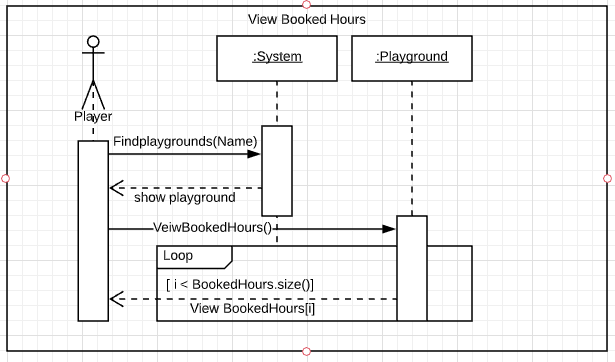 View Booked Hours
:System
:Playground
Player
Findplaygrounds(Name)
show playground
VeiwBookedHours()
Loop
[ i < BookedHours.size()]
View BookedHours[i]